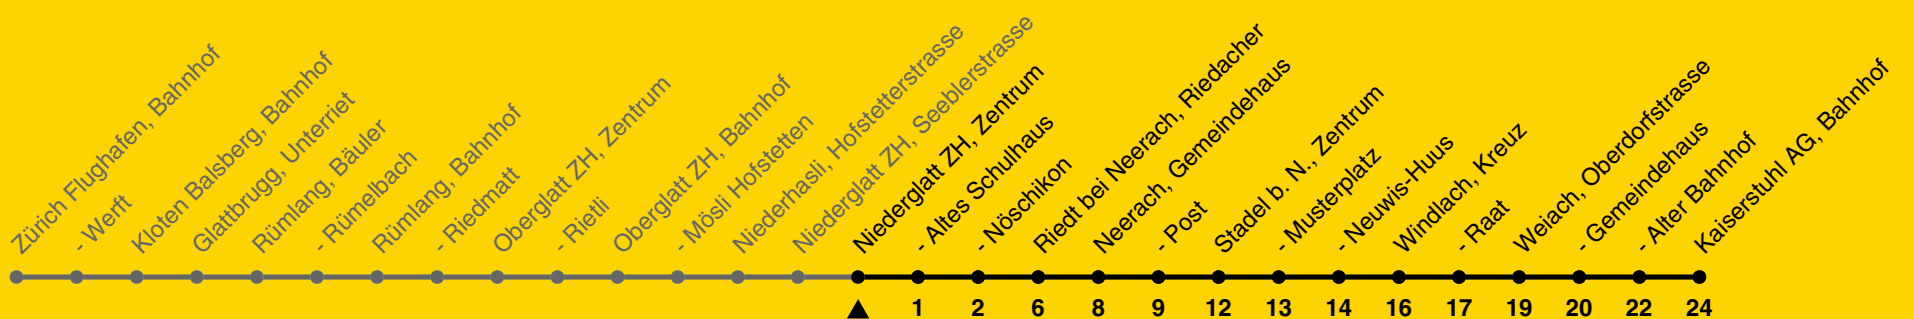 Zürich Flughafen, Bahnhof
- Werft
Kloten Balsberg, Bahnhof
Glattbrugg, Unterriet
Rümlang, Bäuler
- Rümelbach
Rümlang, Bahnhof
- Riedmatt
Oberglatt ZH, Zentrum
- Rietli
Oberglatt ZH, Bahnhof
- Mösli Hofstetten
Niederhasli, Hofstetterstrasse
Niederglatt ZH, Seeblerstrasse
Niederglatt ZH, Zentrum
- Altes Schulhaus
- Nöschikon
Riedt bei Neerach, Riedacher
Neerach, Gemeindehaus
- Post
Stadel b. N., Zentrum
- Musterplatz
- Neuwis-Huus
Windlach, Kreuz
- Raat
Weiach, Oberdorfstrasse
- Gemeindehaus
- Alter Bahnhof
Kaiserstuhl AG, Bahnhof
1 2 6 8 9 12 13 14 16 17 19 20 22 24